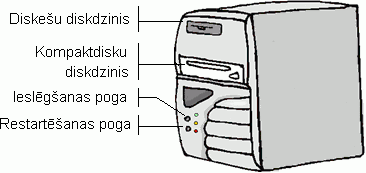 Diskešu diskdzinis
Kompaktdisku
diskdzinis
Ieslēgšanas poga
Restartēšanas poga